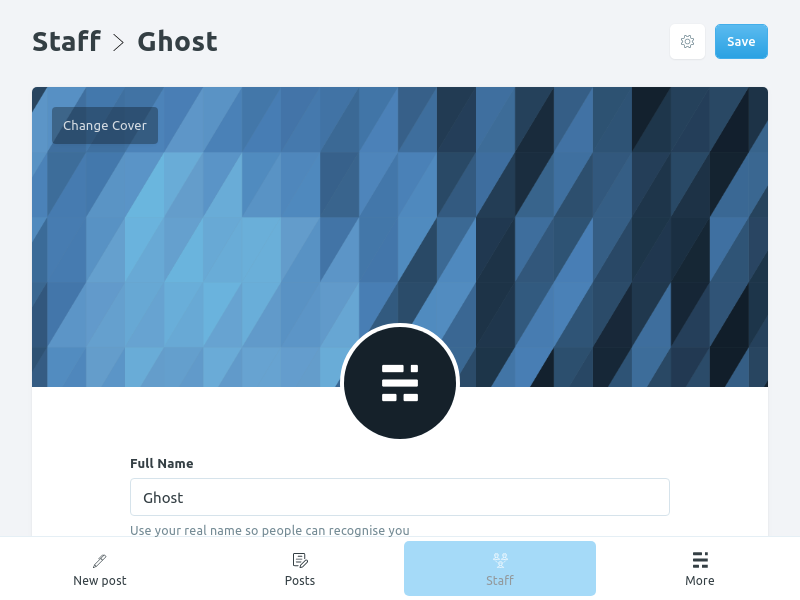 Staff > Ghost
Save
Change Cover
Full Name
Ghost
Use your real name so people can recognise you
New post
Posts
Staff
More